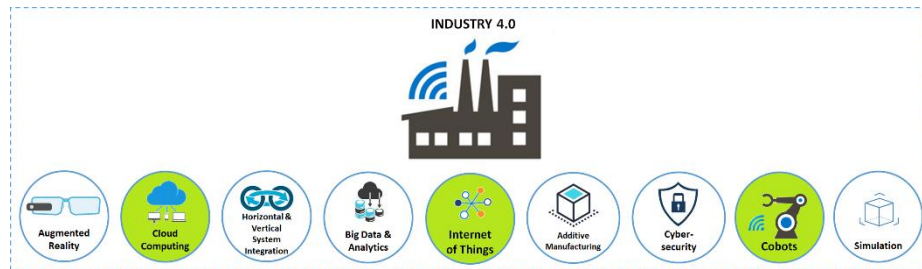 INDUSTRY 4.0
Augmented
Reality
Cloud
Computing
Horizontal &
Vertical
System
Integration
Big Data &
Analytics
Internet
of Things
Additive
Manufacturing
Cyber-
security
Cobots
Simulation